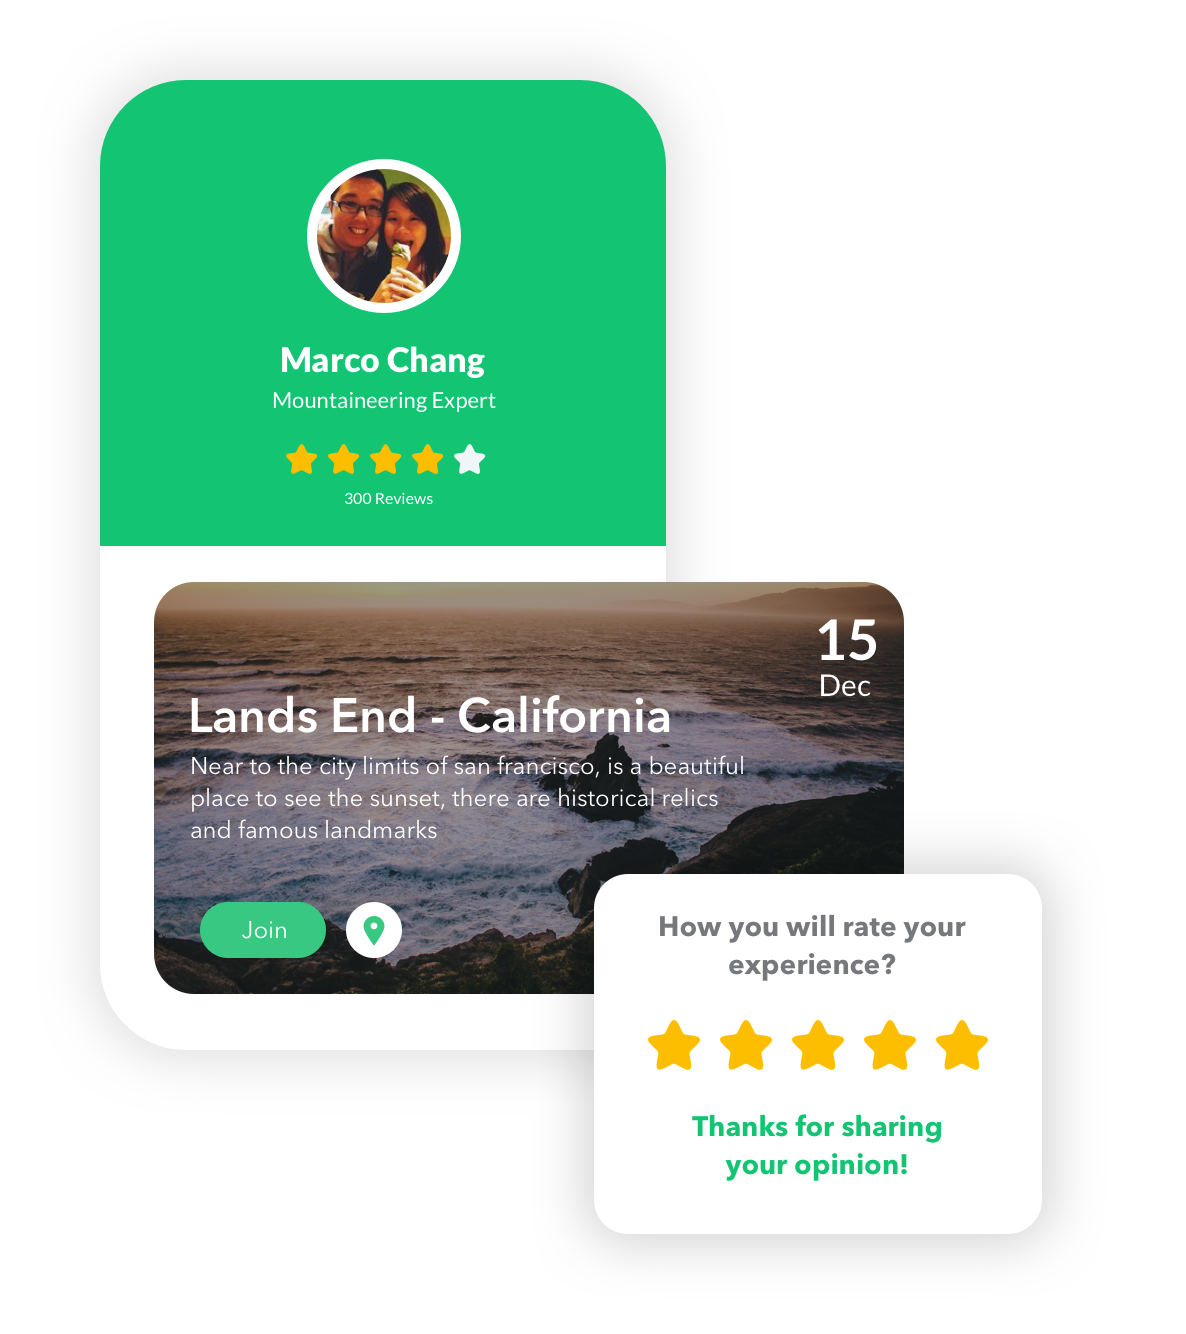 Marco Chang
Mountaineering Expert
300 Reviews
15
Dec
Lands End - California
Near to the city limits of san francisco, is a beautiful
place to see the sunset, there are historical relics
and famous landmarks
Join
How you will rate your
experience?
Thanks for sharing
your opinion!